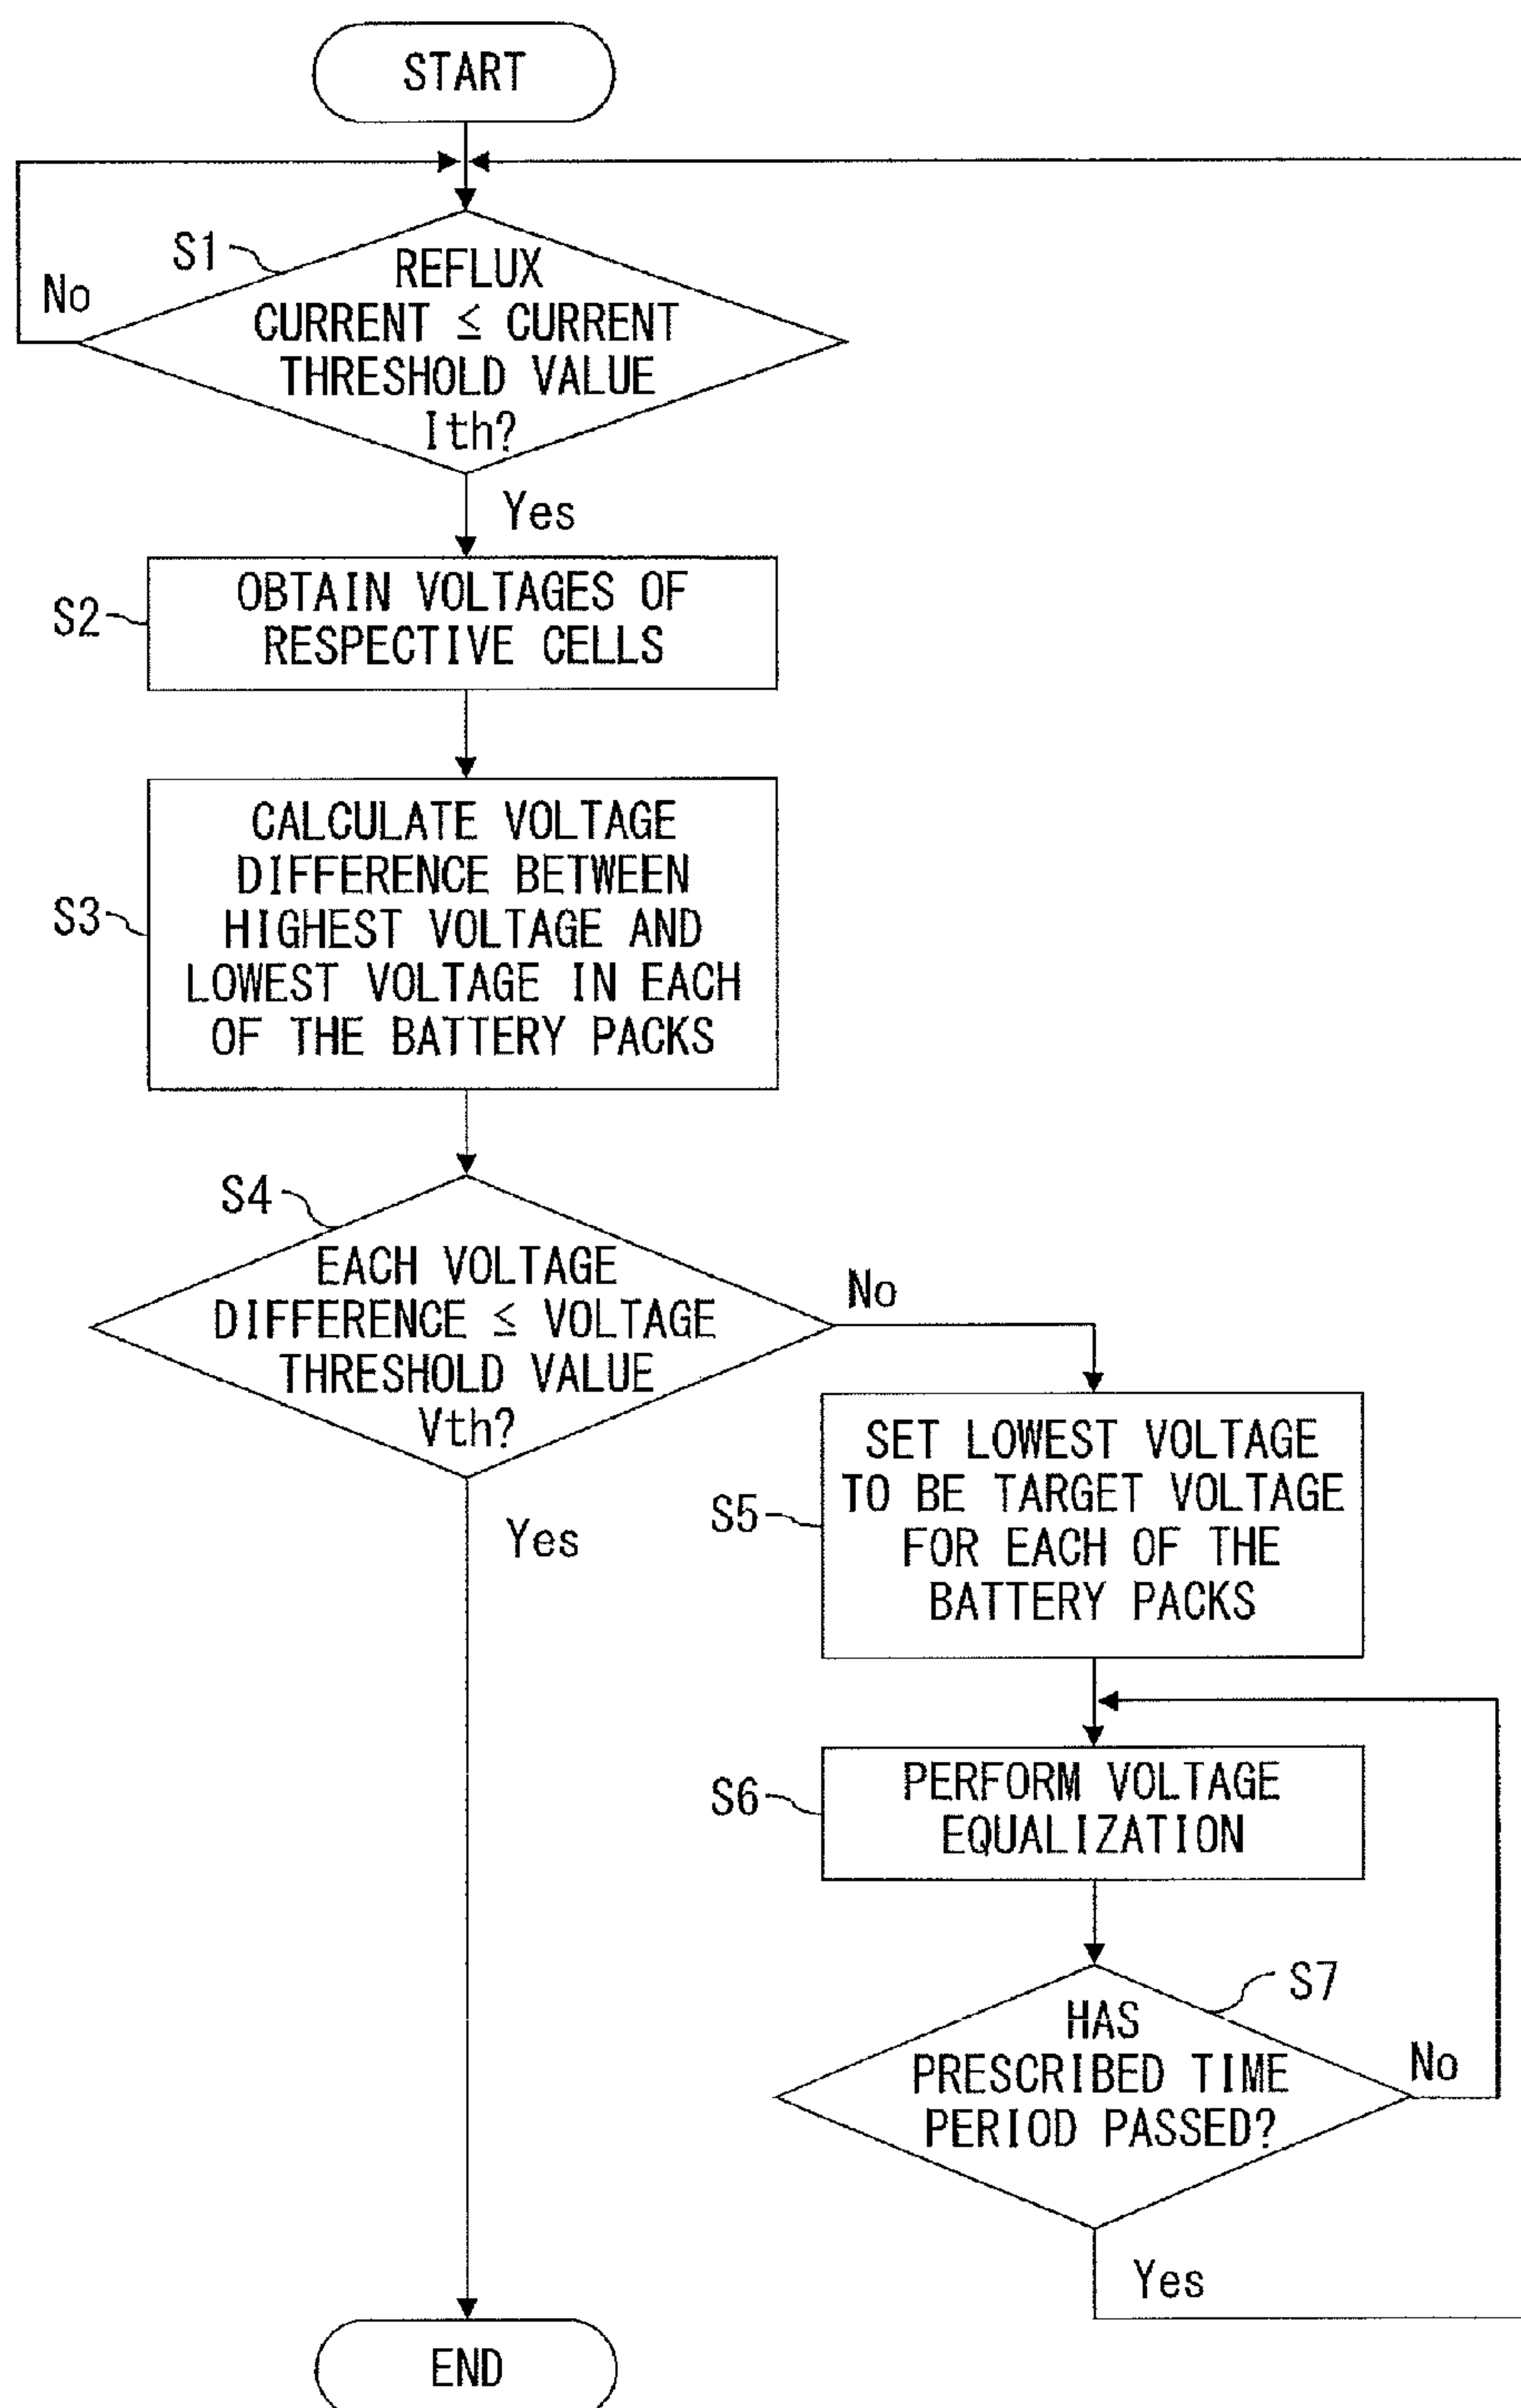 START
S1
No
REFLUX
CURRENT ≦ CURRENT
THRESHOLD VALUE
Ith?
Yes
S2
OBTAIN VOLTAGES OF
RESPECTIVE CELLS
S3
CALCULATE VOLTAGE
DIFFERENCE BETWEEN
HIGHEST VOLTAGE AND
LOWEST VOLTAGE IN EACH
OF THE BATTERY PACKS
S4
EACH VOLTAGE
DIFFERENCE ≦ VOLTAGE
THRESHOLD VALUE
Vth?
No
Yes
S5
SET LOWEST VOLTAGE
TO BE TARGET VOLTAGE
FOR EACH OF THE
BATTERY PACKS
S6
PERFORM VOLTAGE
EQUALIZATION
S7
HAS
PRESCRIBED TIME
PERIOD PASSED?
No
Yes
END